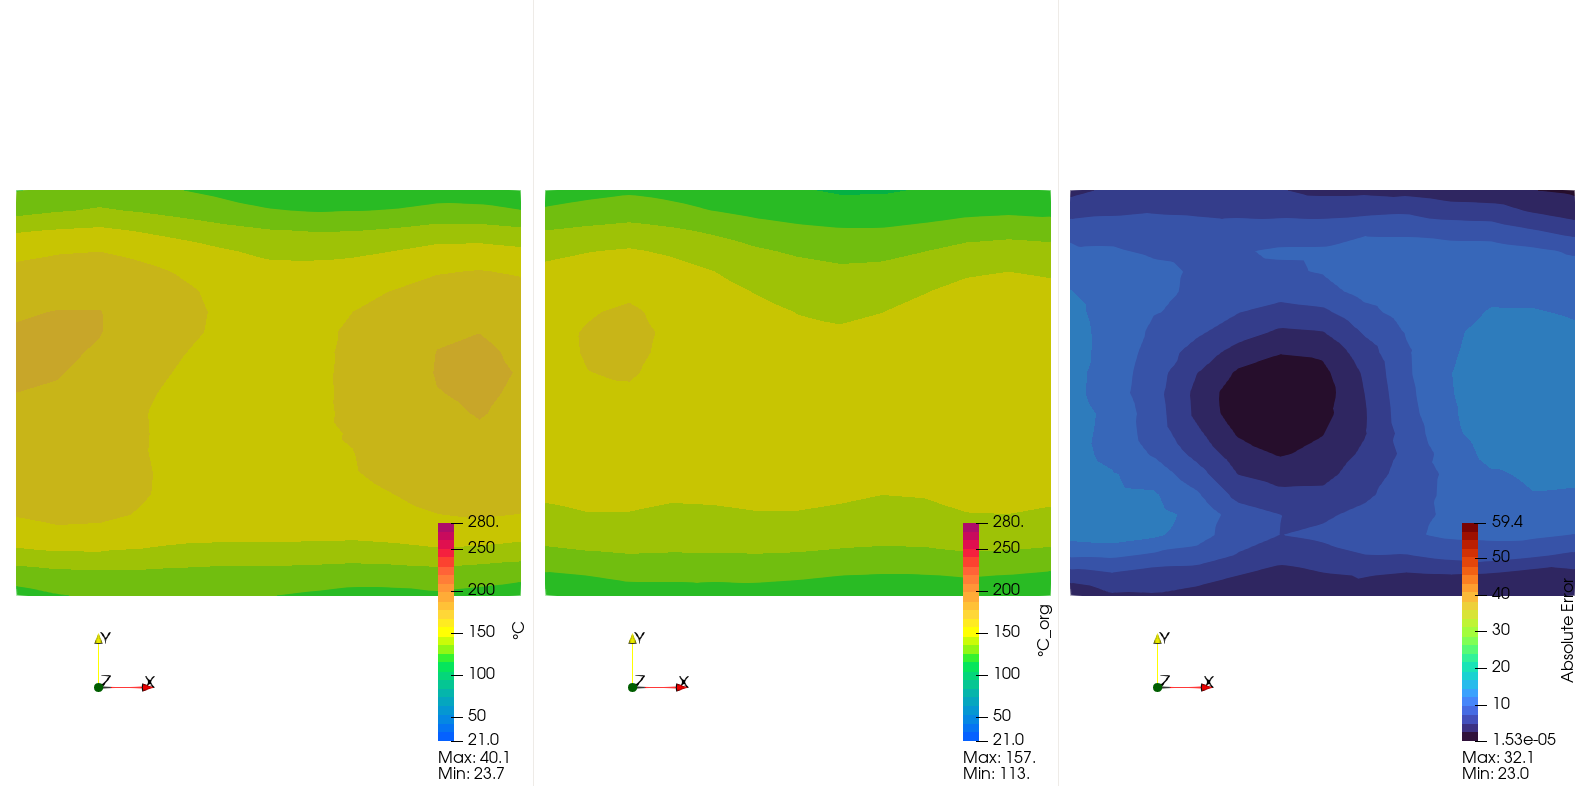 280.
250
200
150
100
50
21.0
°C
Max: 40.1
Min: 23.7
Y
Z
X
280.
250
200
150
100
50
21.0
°C_org
Max: 157.
Min: 113.
Y
Z
X
59.4
50
40
30
20
10
1.53e-05
Absolute Error
Max: 32.1
Min: 23.0
Y
Z
X